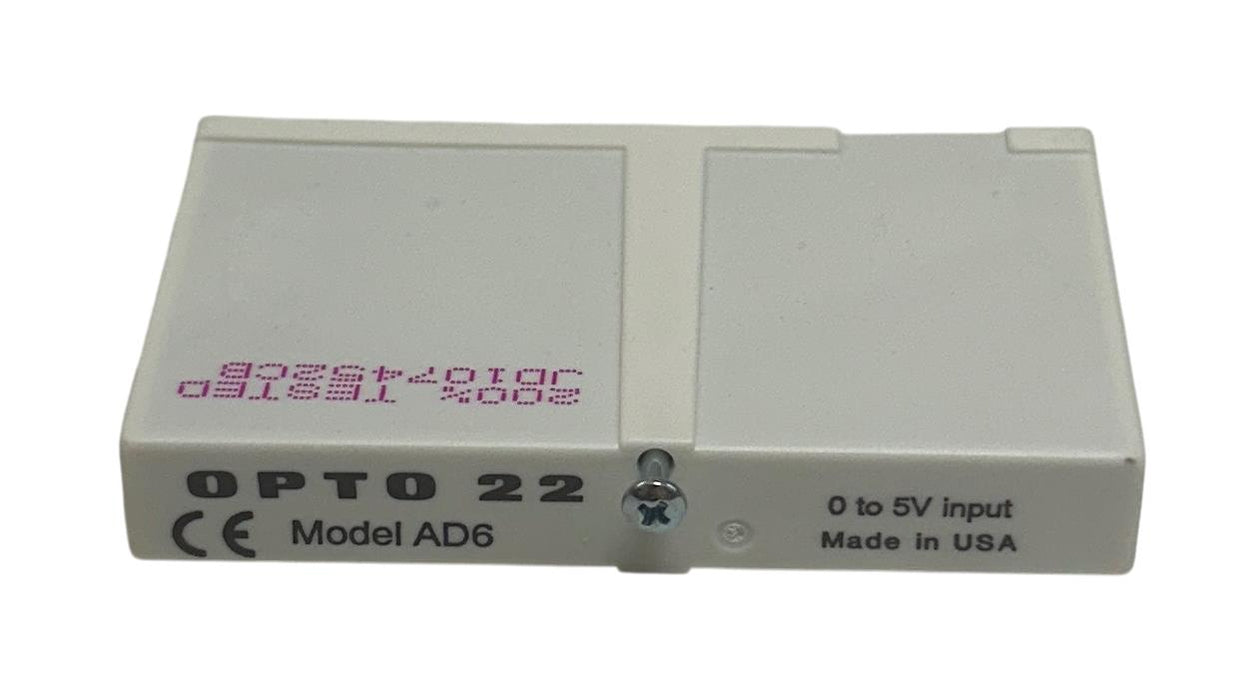 200% TESTED
OPTO 22
CE Model AD6
0 to 5V input
Made in USA